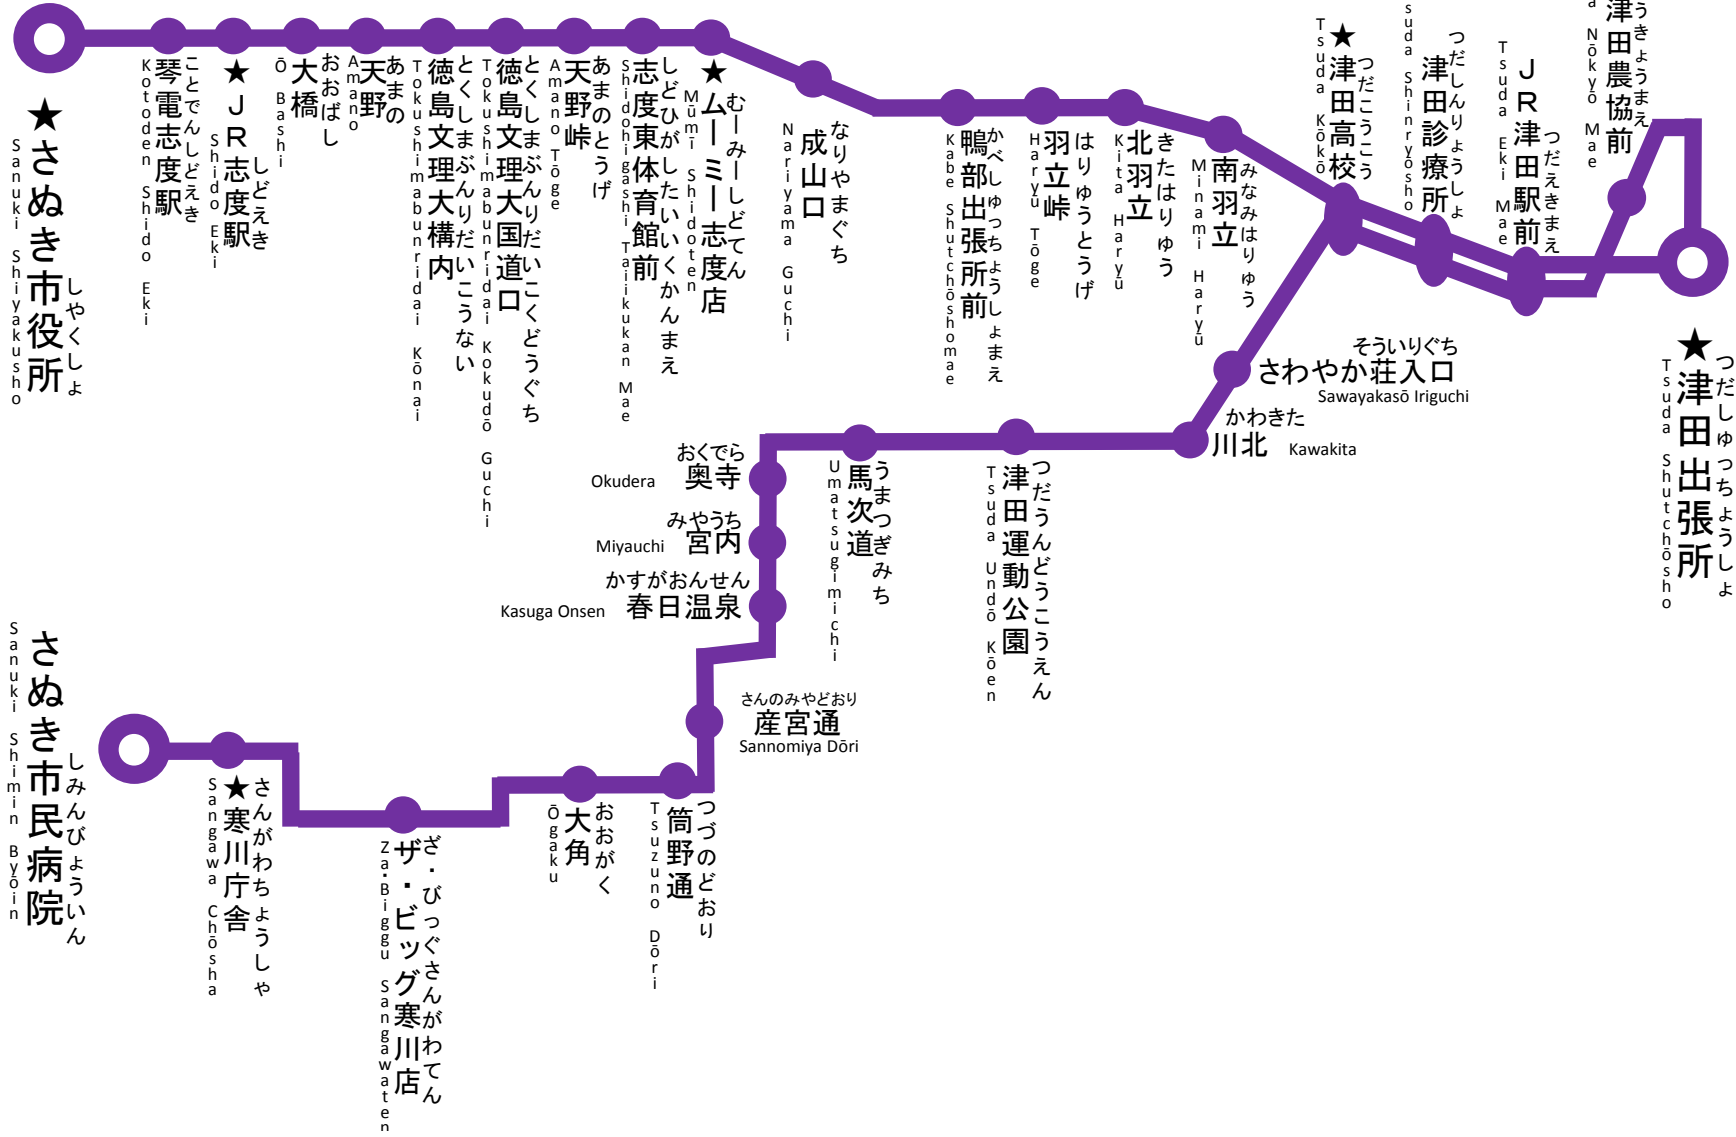 ★さぬき市役所
しやくしょ
Sanuki Shiyakusho
琴電志度駅
ことでんしどえき
Kotoden Shido Eki
★ＪＲ志度駅
しどえき
Shido Eki
大橋
おおばし
Ō Bashi
天野
あまの
Amano
徳島文理大構内
とくしまぶんりだいこうない
Tokushimabunridai Kōnai
徳島文理大国道口
とくしまぶんりだいこくどうぐち
Tokushimabunridai Kokudō Guchi
天野峠
あまのとうげ
Amano Tōge
志度東体育館前
しどひがしたいいくかんまえ
Shidohigashi Taikukan Mae
★ムーミー志度店
むーみーしどてん
Mūmī Shidoten
成山口
なりやまぐち
Nariyama Guchi
鴨部出張所前
かべしゅっちょうしょまえ
Kabe Shutchōshomae
羽立峠
はりゅうとうげ
Haryū Tōge
北羽立
きたはりゅう
Kita Haryū
南羽立
みなみはりゅう
Minami Haryū
★津田高校
つだこうこう
Tsuda Kōkō
津田診療所
つだしんりょうしょ
suda Shinryōsho
ＪＲ津田駅前
つだえきまえ
Tsuda Eki Mae
津田農協前
うきょうまえ
a Nōkyō Mae
★津田出張所
つだしゅっちょうしょ
Tsuda Shutchōsho
そういりぐち
さわやか荘入口
Sawayakasō Iriguchi
かわきた
川北
Kawakita
津田運動公園
つだうんどうこうえん
Tsuda Undō Kōen
馬次道
うまつぎみち
Umatsugimichi
おくでら
奥寺
Okudera
みやうち
宮内
Miyauchi
かすがおんせん
春日温泉
Kasuga Onsen
さんのみやどおり
産宮通
Sannomiya Dōri
筒野通
つづのどおり
Tsuzuno Dōri
大角
おおがく
Ōgaku
ザ・ビッグ寒川店
ざ・びっぐさんがわてん
Za・Biggu Sangawaten
★寒川庁舎
さんがわちょうしゃ
Sangawa Chōsha
さぬき市民病院
しみんびょういん
Sanuki Shimin Byōin